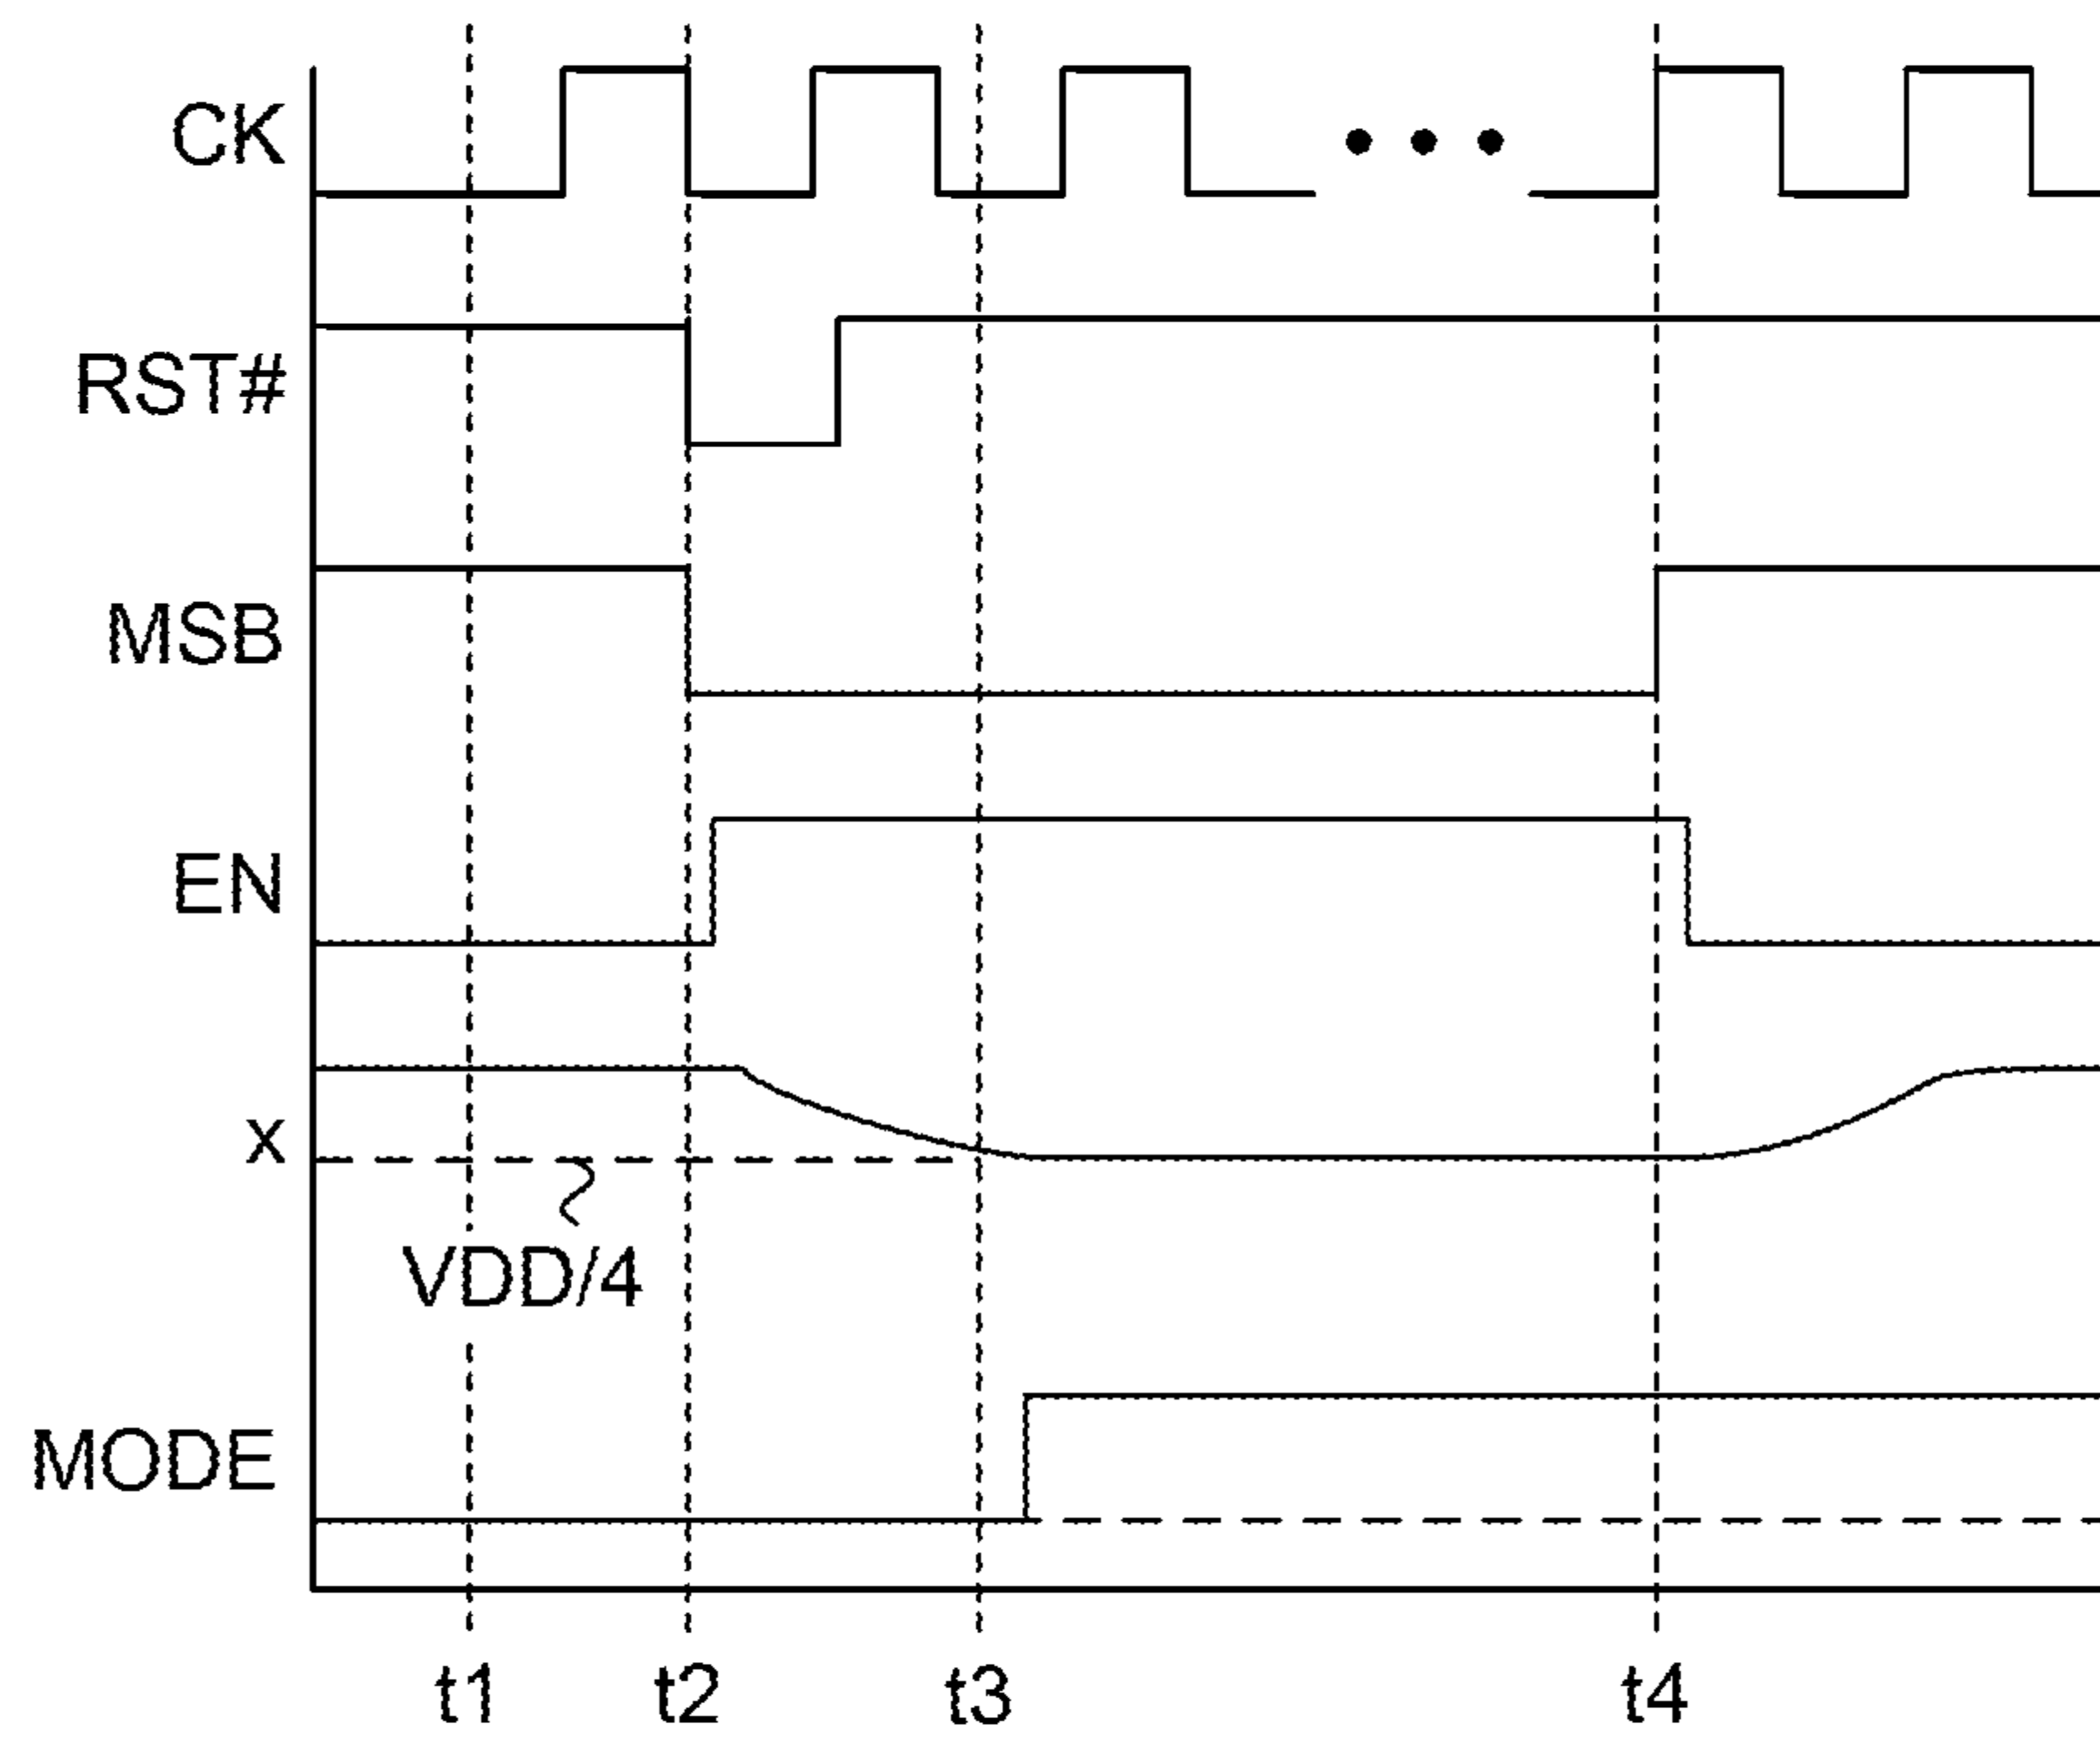 CK
RST#
MSB
EN
x
VDD/4
MODE
t1 t2 t3 t4